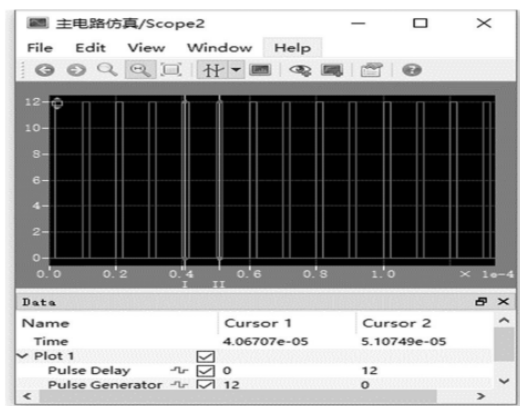 主电路仿真/Scope2
File Edit View Window Help
12
10
8
6
4
2
0
0.0 0.2 0.4 0.6 0.8 1.0 × 1e-4
I II
Data
Name Cursor 1 Cursor 2
Time 4.06707e-05 5.10749e-05
Plot 1
Pulse Delay 0 12
Pulse Generator 12 0